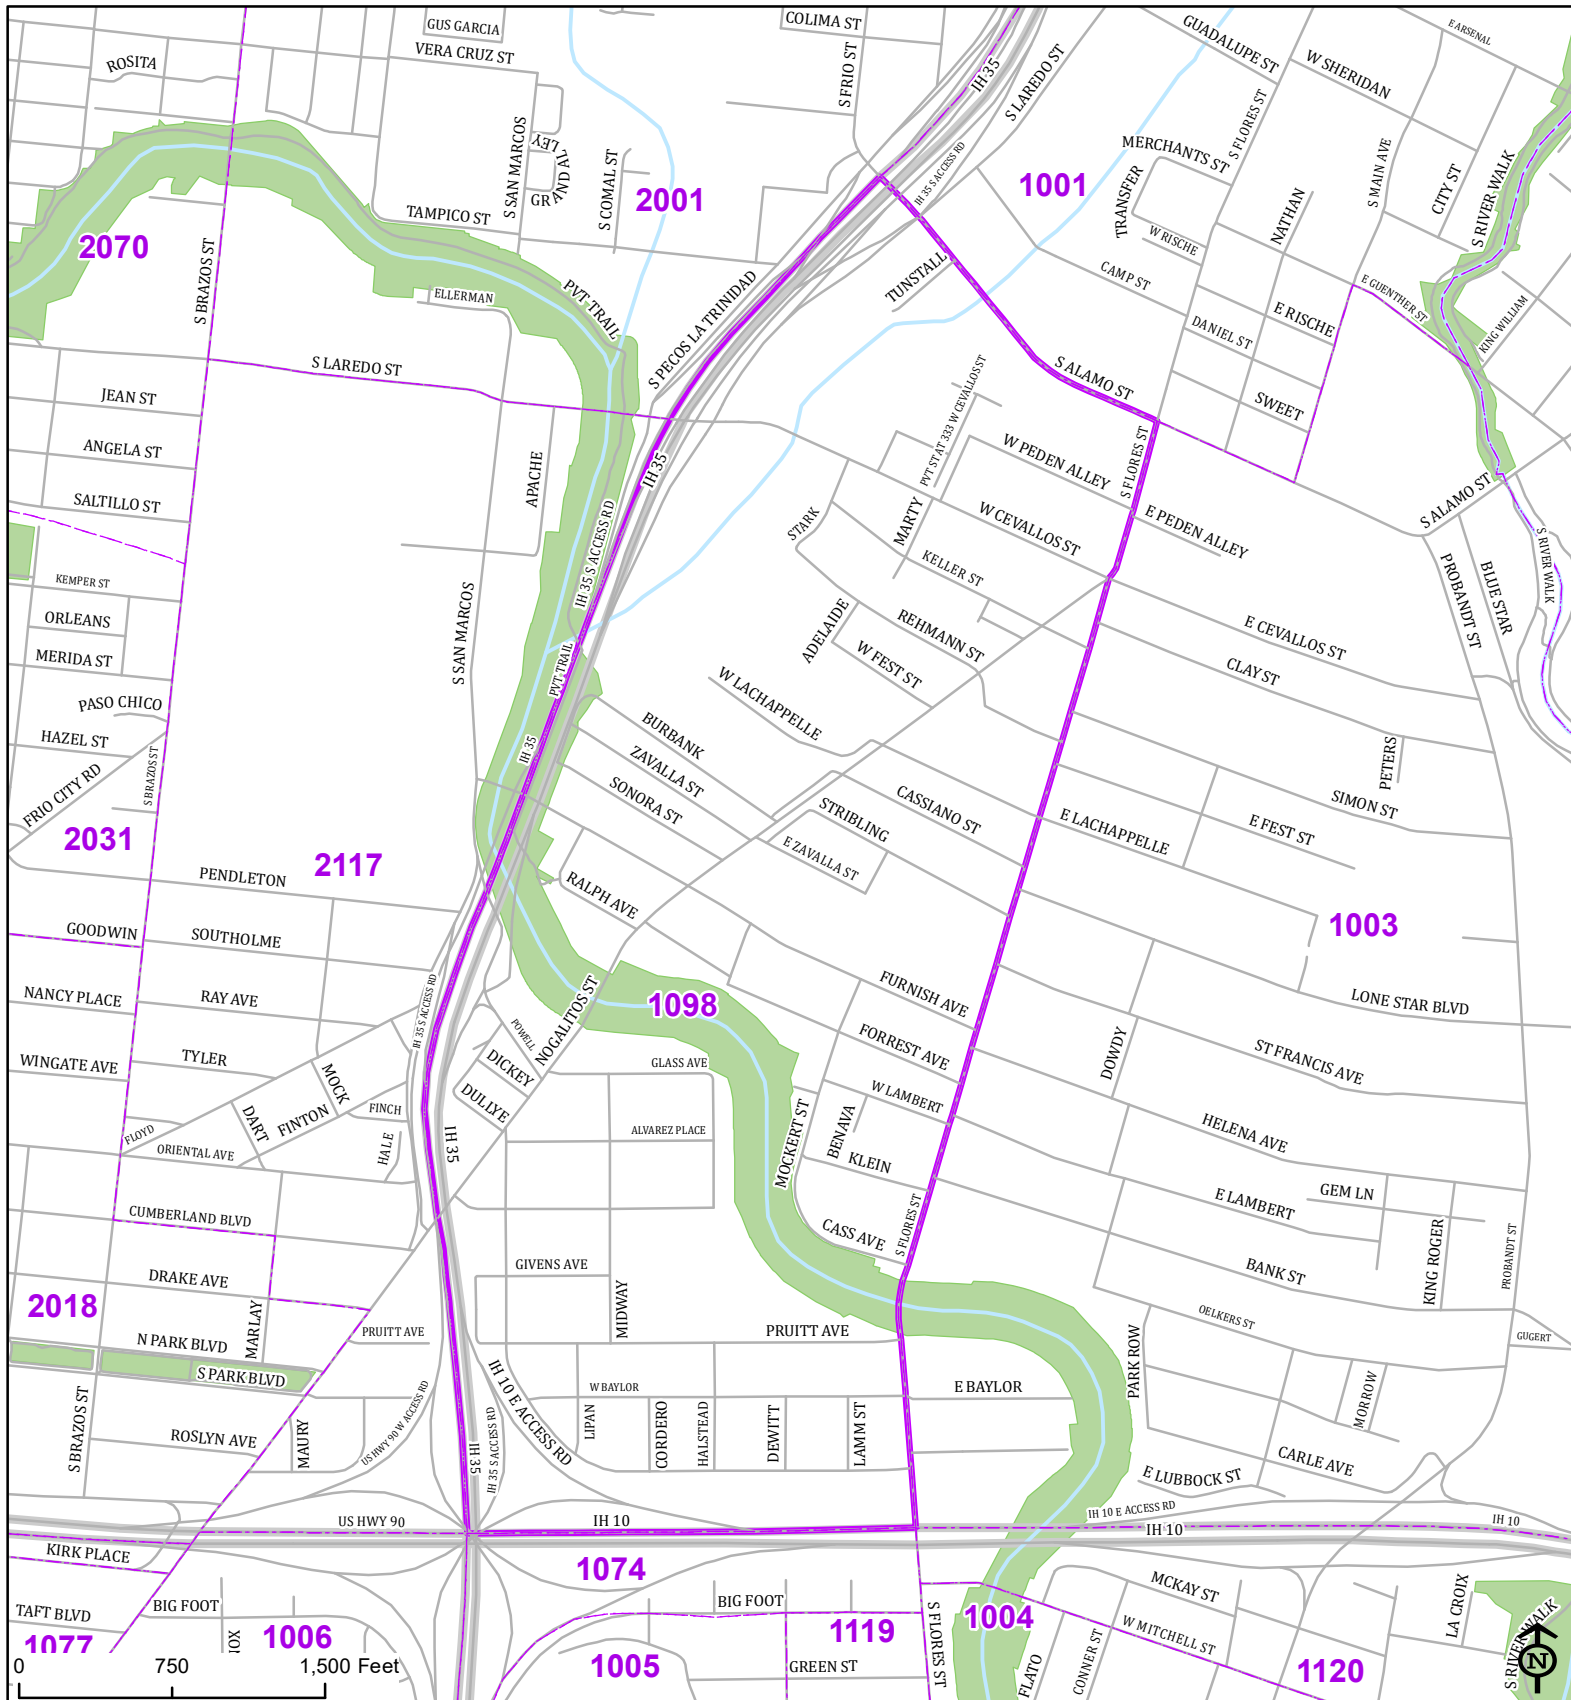 GUS GARCIA
COLIMA ST
E ARSENAL
GUADALUPE ST
VERA CRUZ ST
ROSITA
S FRIO ST
IH 35
S LAREDO ST
W SHERIDAN
S FLORES ST
MERCHANTS ST
S SAN MARCOS
GRAND ALLEY
S COMAL ST
2001
IH 35 S ACCESS RD
1001
TRANSFER
NATHAN
S MAIN AVE
CITY ST
S RIVER WALK
TAMPICO ST
2070
S BRAZOS ST
W RISCHE
CAMP ST
TUNSTALL
PVT TRAIL
ELLERMAN
S PECOS LA TRINIDAD
E GUENTHER ST
E RISCHE
KING WILLIAM
DANIEL ST
S LAREDO ST
S ALAMO ST
SWEET
JEAN ST
PVT ST AT 333 W CEVALLOS ST
ANGELA ST
APACHE
IH 35
W PEDEN ALLEY
S FLORES ST
SALTILLO ST
MARTY
W CEVALLOS ST
E PEDEN ALLEY
S ALAMO ST
STARK
IH 35 S ACCESS RD
KELLER ST
PROBANDT ST
BLUE STAR
S RIVER WALK
KEMPER ST
ORLEANS
S SAN MARCOS
ADELAIDE
REHMANN ST
E CEVALLOS ST
MERIDA ST
W FEST ST
CLAY ST
PVT TRAIL
W LACHAPPELLE
PASO CHICO
HAZEL ST
S BRAZOS ST
IH 35
BURBANK
ZAVALLA ST
PETERS
FRIO CITY RD
SONORA ST
STRIBLING
CASSIANO ST
SIMON ST
E LACHAPPELLE
E FEST ST
2031
2117
E ZAVALLA ST
PENDLETON
RALPH AVE
1003
GOODWIN
SOUTHOLME
NANCY PLACE
RAY AVE
IH 35 S ACCESS RD
NOGALITOS ST
1098
FURNISH AVE
LONE STAR BLVD
POWELL
WINGATE AVE
TYLER
MOCK
DICKEY
GLASS AVE
FORREST AVE
DOWDY
ST FRANCIS AVE
DULLYE
W LAMBERT
DART
FINTON
FINCH
FLOYD
HALE
IH 35
ALVAREZ PLACE
MOCKERT ST
BENAVA
HELENA AVE
ORIENTAL AVE
KLEIN
GEM LN
E LAMBERT
CUMBERLAND BLVD
CASS AVE
S FLORES ST
KING ROGER
PROBANDT ST
GIVENS AVE
BANK ST
DRAKE AVE
2018
MIDWAY
OELKERS ST
MARLAY
PRUITT AVE
PRUITT AVE
GUGERT
N PARK BLVD
S PARK BLVD
PARK ROW
W BAYLOR
E BAYLOR
IH 10 E ACCESS RD
S BRAZOS ST
US HWY 90 W ACCESS RD
MORROW
ROSLYN AVE
MAURY
IH 35
IH 35 S ACCESS RD
LIPAN
CORDERO
HALSTEAD
DEWITT
LAMM ST
CARLE AVE
E LUBBOCK ST
US HWY 90
IH 10
IH 10 E ACCESS RD
IH 10
IH 10
KIRK PLACE
1074
MCKAY ST
LA CROIX
TAFT BLVD
BIG FOOT
BIG FOOT
1004
W MITCHELL ST
S RIVER WALK
1077
NOX
1006
1119
S FLORES ST
N
0
750
1,500 Feet
1005
GREEN ST
FLATO
CONNER ST
1120